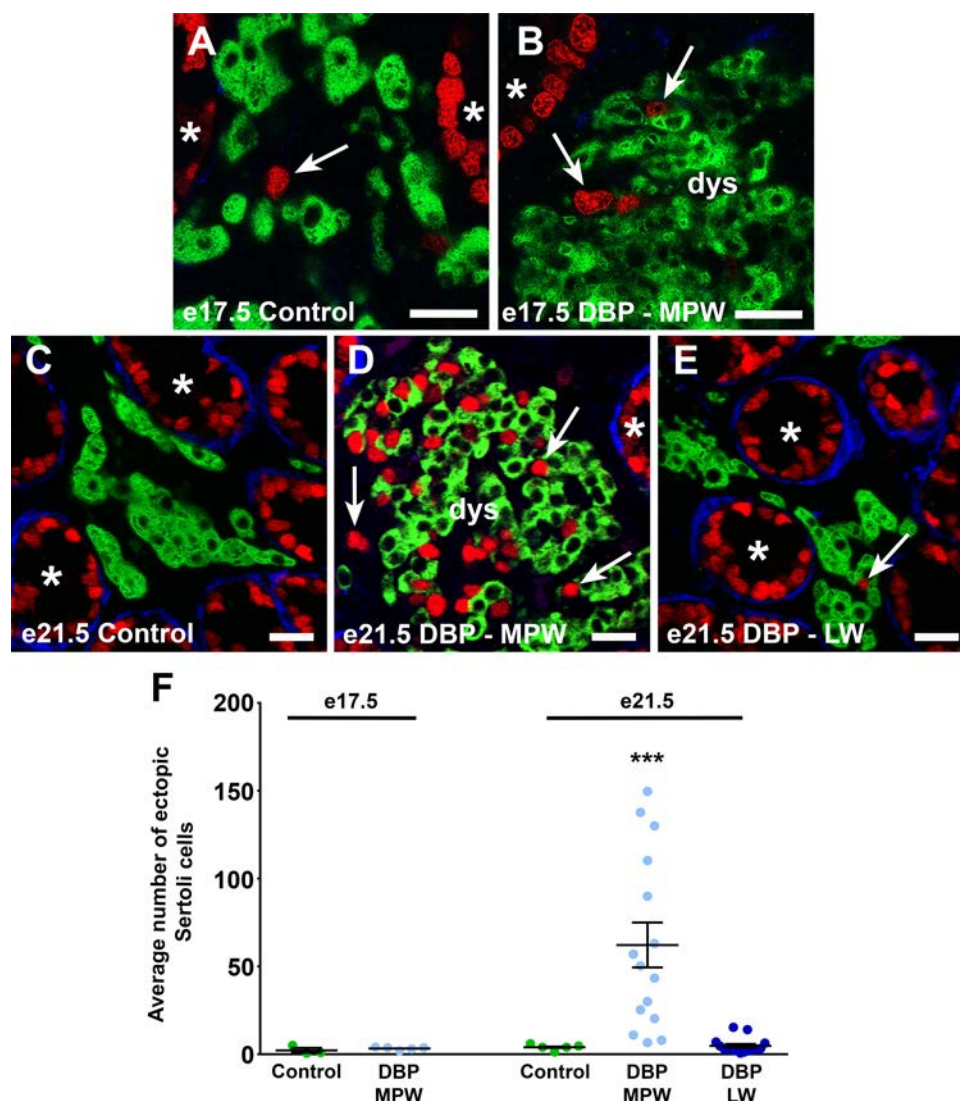 A
*
*
e17.5 Control
B
*
dys
e17.5 DBP - MPW
C
*
*
e21.5 Control
D
*
dys
e21.5 DBP - MPW
E
*
*
e21.5 DBP - LW
F
e17.5
e21.5
***
Average number of ectopic
Sertoli cells
200
150
100
50
0
Control
DBP
MPW
Control
DBP
MPW
DBP
LW